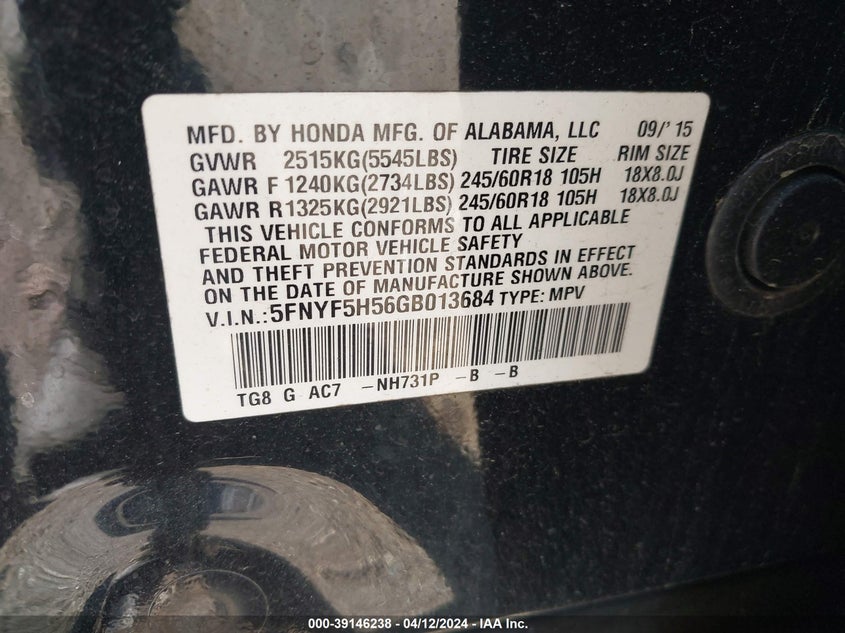 MFD. BY HONDA MFG. OF ALABAMA, LLC 09/'15
GVWR 2515KG(5545LBS) TIRE SIZE RIM SIZE
GAWR F 1240KG(2734LBS) 245/60R18 105H 18X8.0J
GAWR R 1325KG(2921LBS) 245/60R18 105H 18X8.0J
THIS VEHICLE CONFORMS TO ALL APPLICABLE
FEDERAL MOTOR VEHICLE SAFETY
AND THEFT PREVENTION STANDARDS IN EFFECT
ON THE DATE OF MANUFACTURE SHOWN ABOVE.
V.I.N.: 5FNYF5H56GB013684 TYPE: MPV
TG8 G AC7 -NH731P -B -B
000-39146238 - 04/12/2024 - IAA Inc.